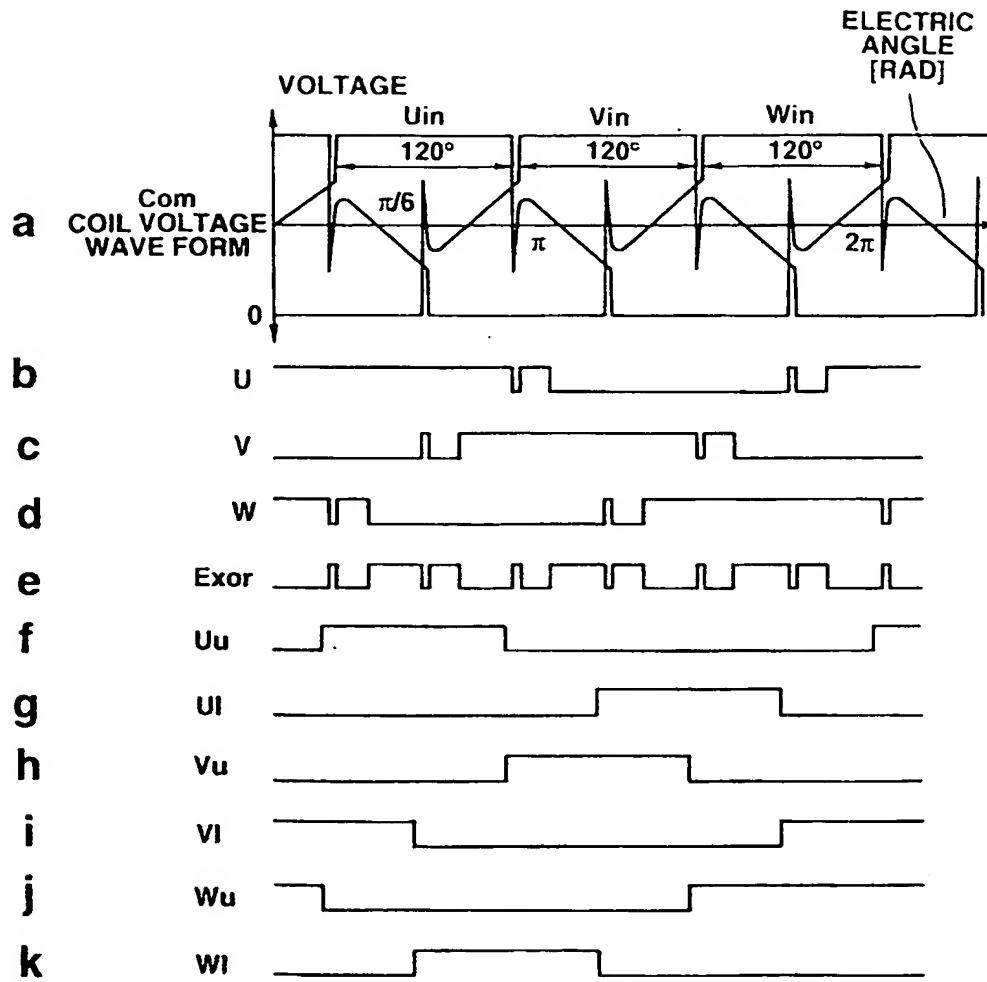 ELECTRIC
ANGLE
[RAD]
VOLTAGE
Uin
Vin
Win
120°
120°
120°
a
Com
COIL VOLTAGE
WAVE FORM
π/6
π
2π
0
b
U
c
V
d
W
e
Exor
f
Uu
g
Ul
h
Vu
i
Vl
j
Wu
k
Wl